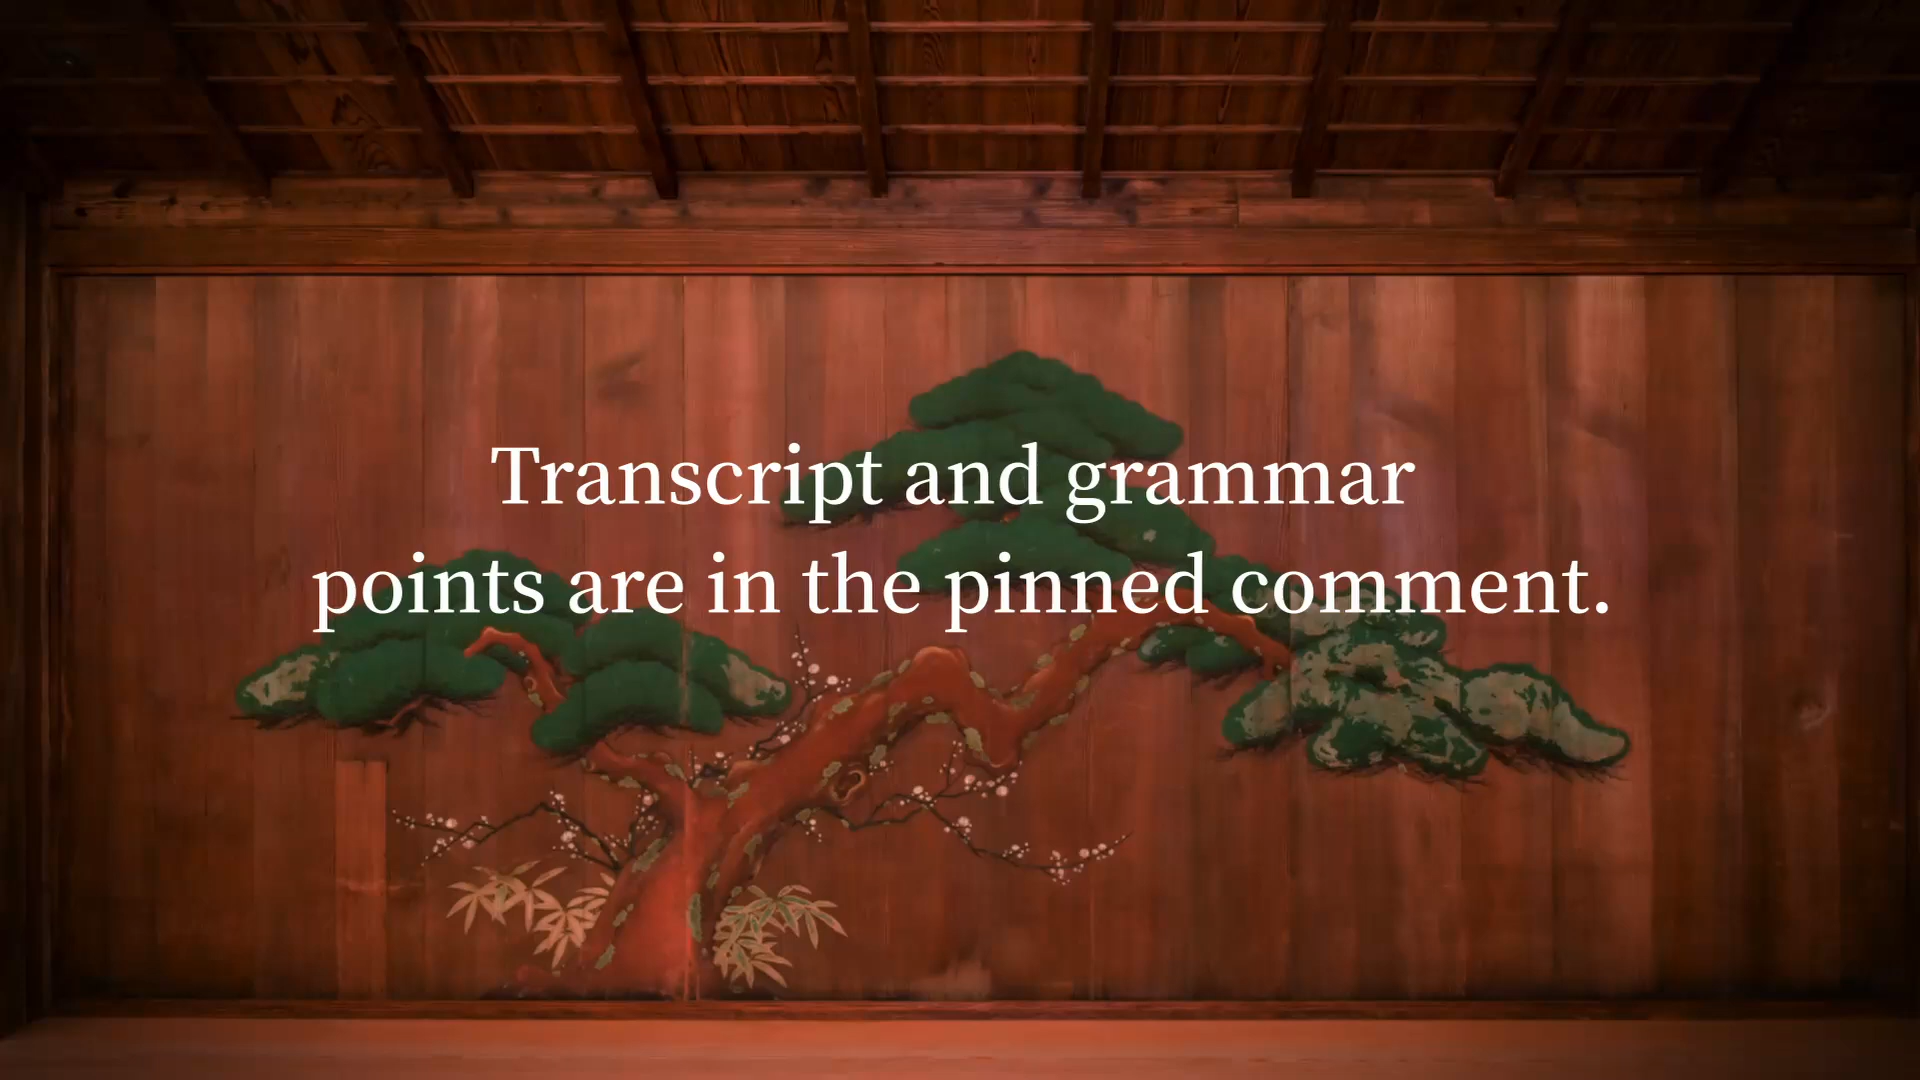 Transcript and grammar
points are in the pinned comment.